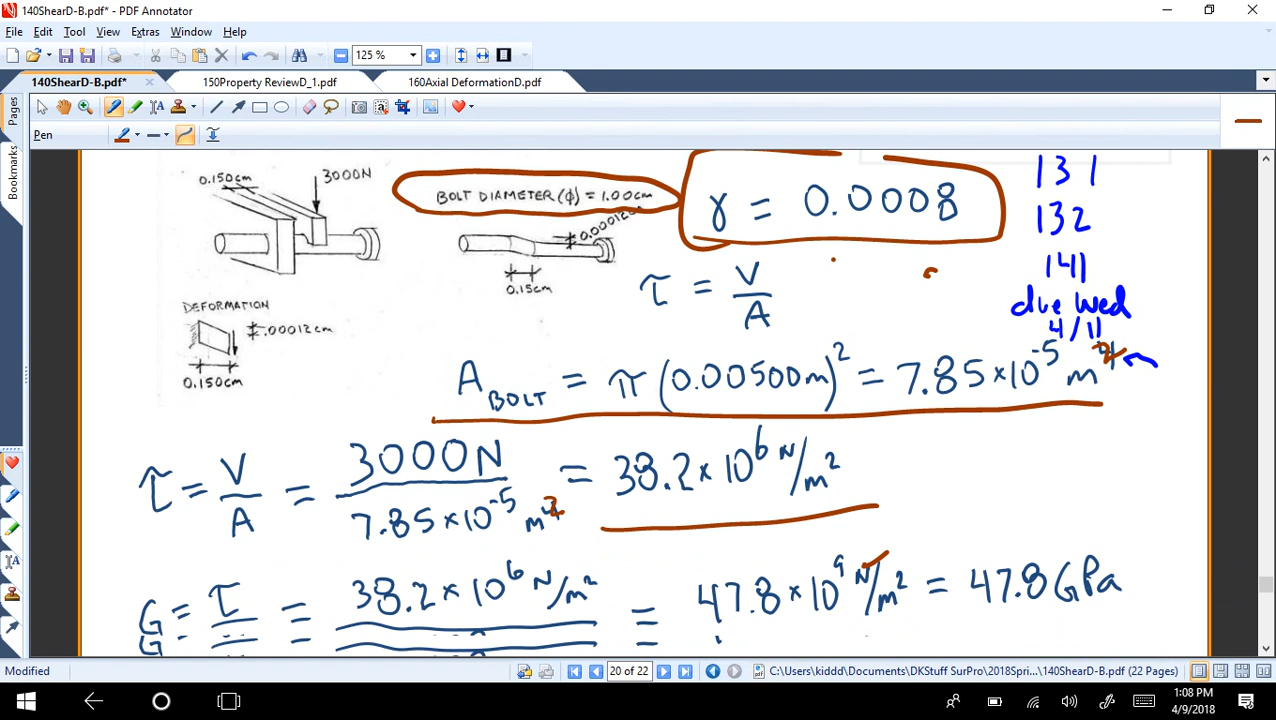 140ShearD-B.pdf* - PDF Annotator
File Edit Tool Extras Window Help
125 %
140ShearD-B.pdf* 150Property ReviewD_1.pdf 160Axial DeformationD.pdf
Pen
Pages
Bookmarks
0.150cm
3000N
BOLT DIAMETER (ϕ) = 1.00cm
0.00012cm
0.15cm
DEFORMATION
.00012cm
0.150cm
γ = 0.0008
131
132
141
due Wed
4/11
τ = V/A
A BOLT = π(0.00500m)² = 7.85×10⁻⁵ m²
τ = V/A = 3000N / 7.85×10⁻⁵ m² = 38.2×10⁶ N/m²
G = τ = 38.2×10⁶ N/m² = 47.8×10⁹ N/m² = 47.8 GPa
G = =
Modified
20 of 22
C:\Users\kiddd\Documents\DKStuff SurPro\2018Sprin...\140ShearD-B.pdf (22 Pages)
1:08 PM
4/9/2018